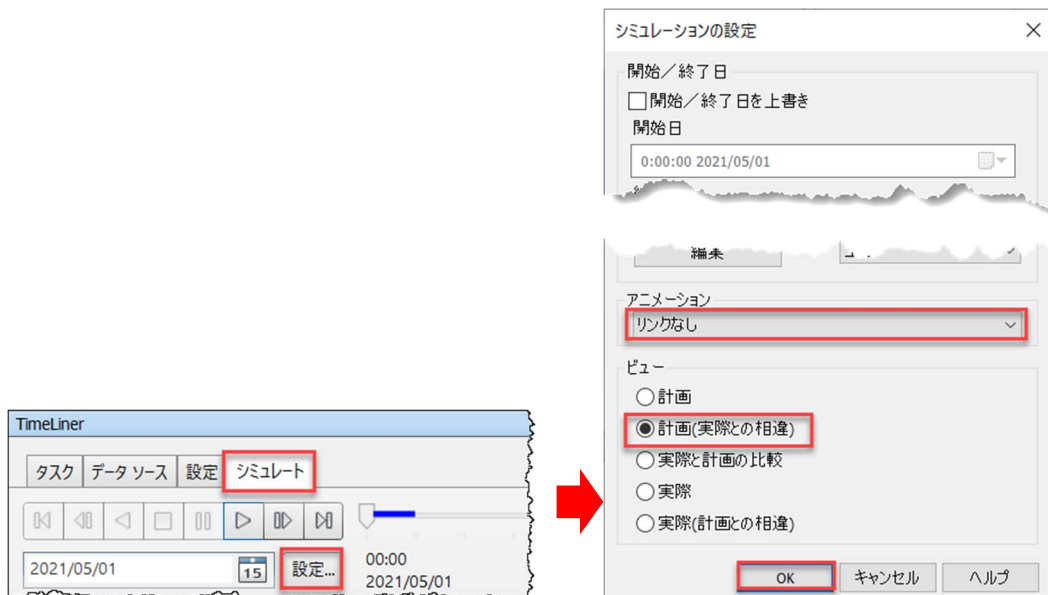 TimeLiner
タスク データ ソース 設定 シミュレート
2021/05/01 15 設定... 00:00
2021/05/01
シミュレーションの設定
開始／終了日
開始／終了日を上書き
開始日
0:00:00 2021/05/01
編集
アニメーション
リンクなし
ビュー
計画
計画(実際との相違)
実際と計画の比較
実際
実際(計画との相違)
OK キャンセル ヘルプ